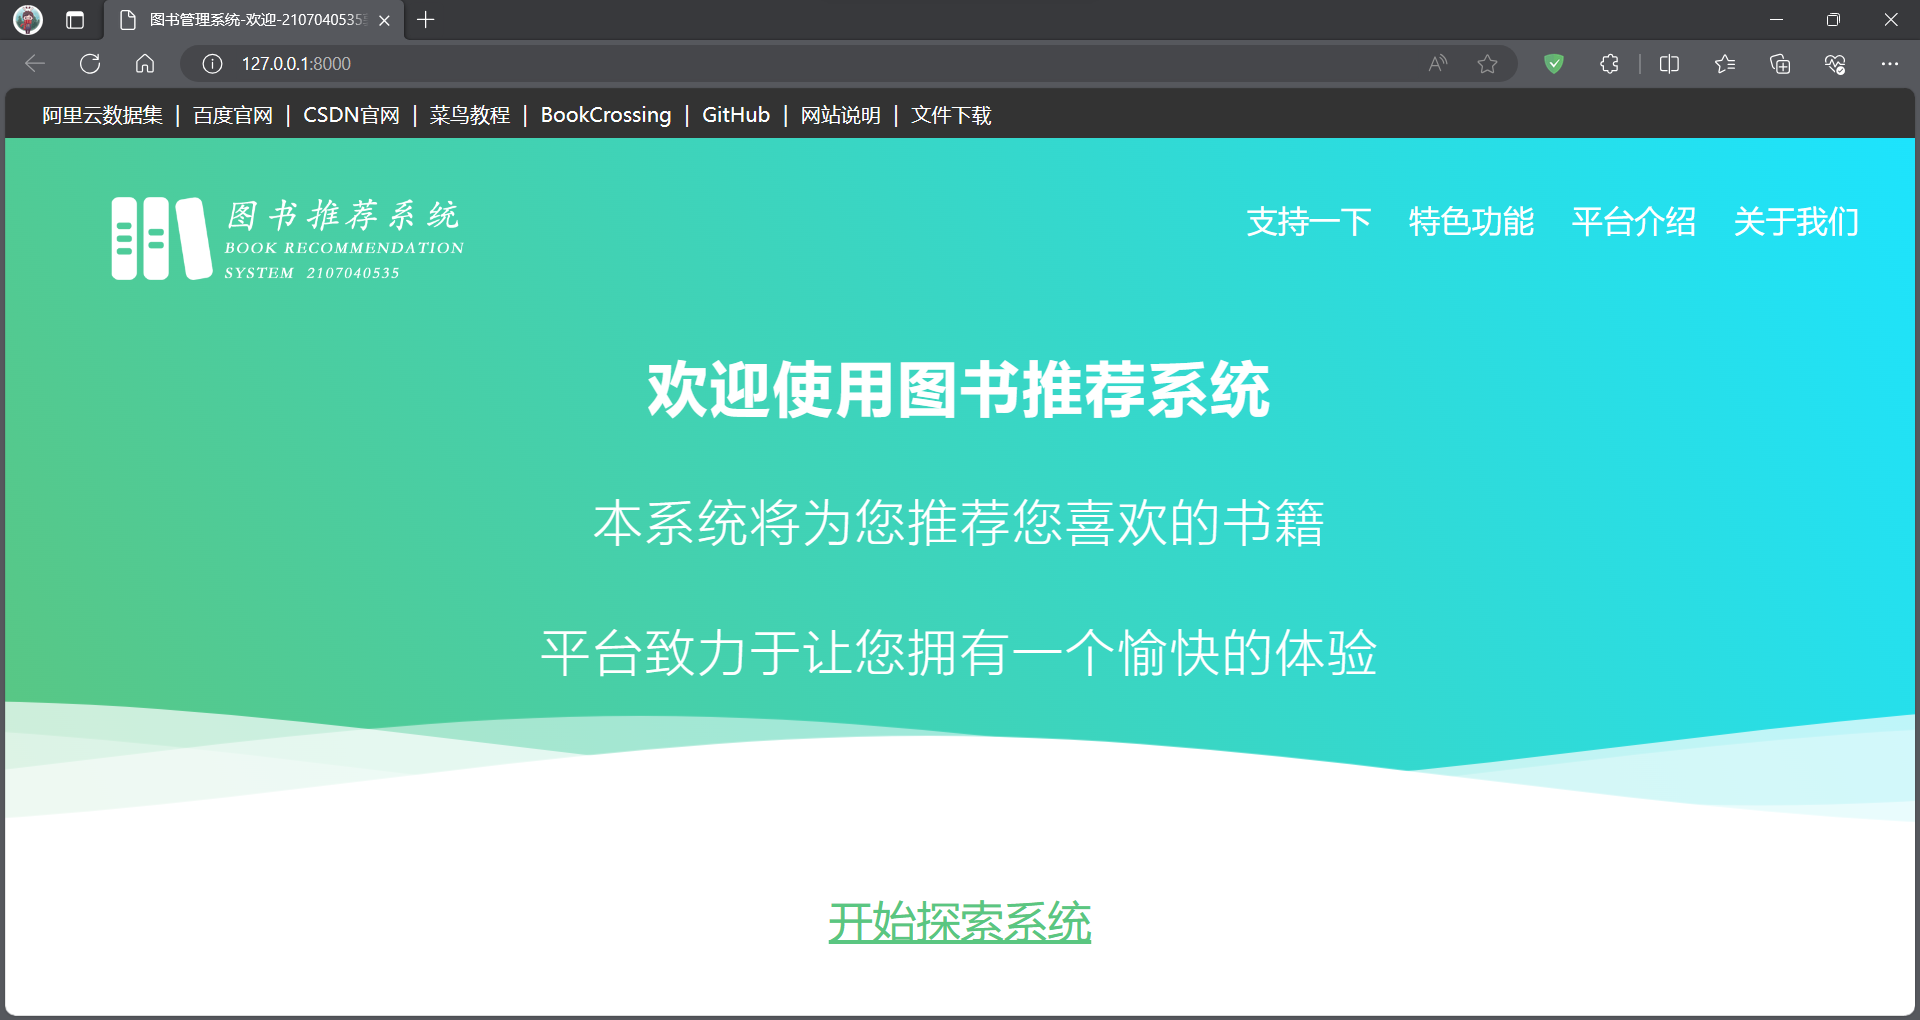 图书管理系统-欢迎-2107040535
127.0.0.1:8000
阿里云数据集 | 百度官网 | CSDN官网 | 菜鸟教程 | BookCrossing | GitHub | 网站说明 | 文件下载
图书推荐系统
BOOK RECOMMENDATION
SYSTEM 2107040535
支持一下 特色功能 平台介绍 关于我们
欢迎使用图书推荐系统
本系统将为您推荐您喜欢的书籍
平台致力于让您拥有一个愉快的体验
开始探索系统